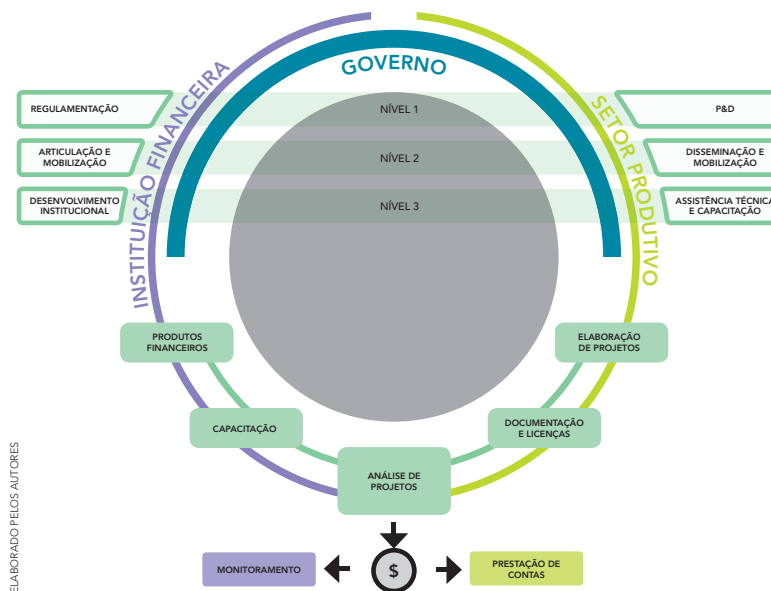 GOVERNO
INSTITUIÇÃO FINANCEIRA
SETOR PRODUTIVO
REGULAMENTAÇÃO
NÍVEL 1
P&D
ARTICULAÇÃO E
MOBILIZAÇÃO
NÍVEL 2
DISSEMINAÇÃO E
MOBILIZAÇÃO
DESENVOLVIMENTO
INSTITUCIONAL
NÍVEL 3
ASSISTÊNCIA TÉCNICA
E CAPACITAÇÃO
PRODUTOS
FINANCEIROS
ELABORAÇÃO
DE PROJETOS
CAPACITAÇÃO
DOCUMENTAÇÃO
E LICENÇAS
ANÁLISE DE
PROJETOS
MONITORAMENTO
$
PRESTAÇÃO DE
CONTAS
ELABORADO PELOS AUTORES